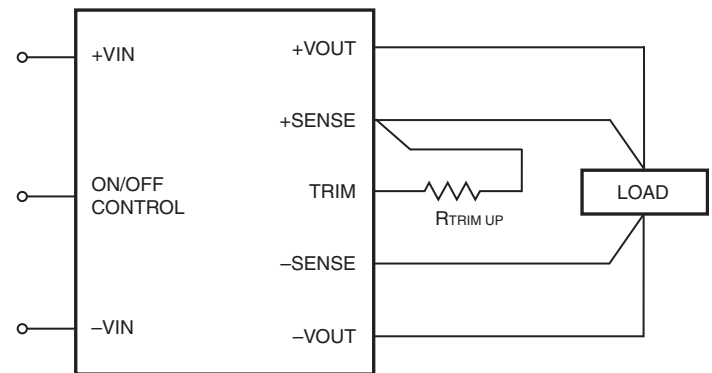 +VIN
ON/OFF
CONTROL
–VIN
+VOUT
+SENSE
TRIM
–SENSE
–VOUT
RTRIM UP
LOAD